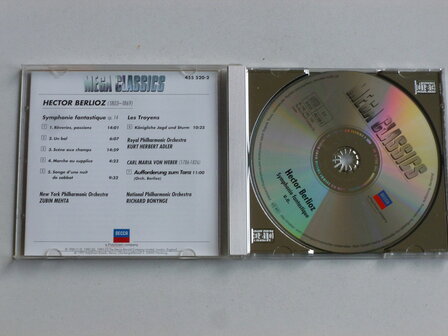 MEGA CLASSICS
455 520-2
HECTOR BERLIOZ (1803-1869)
Symphonie fantastique op. 14
1. Rêveries, passions 14:01
2. Un bal 6:07
3. Scène aux champs 14:59
4. Marche au supplice 4:33
5. Songe d'une nuit du sabbat 9:32
New York Philharmonic Orchestra
ZUBIN MEHTA
Les Troyens
Königliche Jagd und Sturm 10:35
Royal Philharmonic Orchestra
KURT HERBERT ADLER
CARL MARIA VON WEBER (1786-1826)
Aufforderung zum Tanz 11:00
(Orch. Berlioz)
National Philharmonic Orchestra
RICHARD BONYNGE
DECCA
MEGA CLASSICS
Hector Berlioz
Symphonie fantastique
u.a.
DECCA